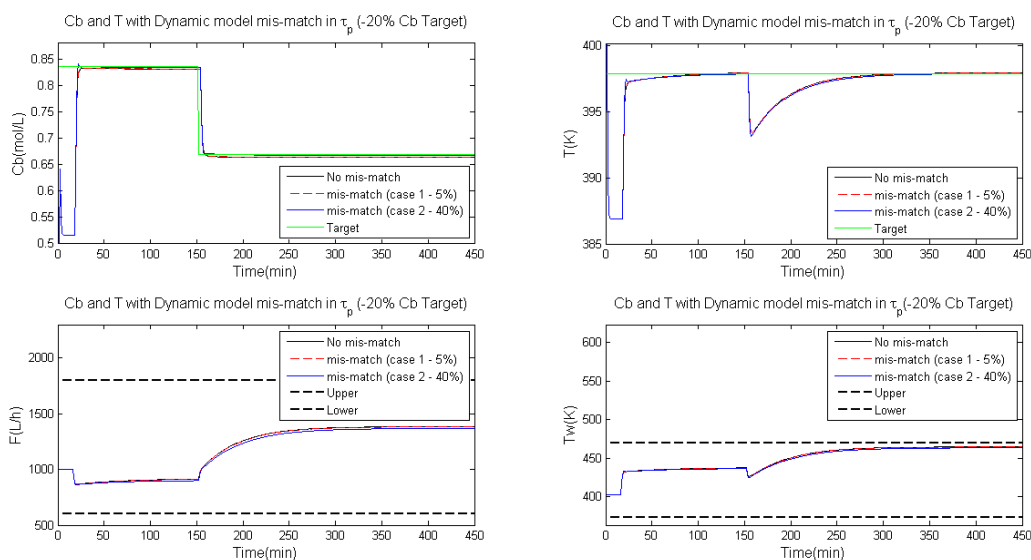 Cb and T with Dynamic model mis-match in τp (-20% Cb Target)
0.85
0.8
0.75
0.7
0.65
0.6
0.55
0.5
Cb(mol/L)
0 50 100 150 200 250 300 350 400 450
Time(min)
No mis-match
mis-match (case 1 - 5%)
mis-match (case 2 - 40%)
Target
Cb and T with Dynamic model mis-match in τp (-20% Cb Target)
400
395
390
385
T(K)
0 50 100 150 200 250 300 350 400 450
Time(min)
No mis-match
mis-match (case 1 - 5%)
mis-match (case 2 - 40%)
Target
Cb and T with Dynamic model mis-match in τp (-20% Cb Target)
2000
1500
1000
500
F(L/h)
0 50 100 150 200 250 300 350 400 450
Time(min)
No mis-match
mis-match (case 1 - 5%)
mis-match (case 2 - 40%)
Upper
Lower
Cb and T with Dynamic model mis-match in τp(-20% Cb Target)
600
550
500
450
400
Tw(K)
0 50 100 150 200 250 300 350 400 450
Time(min)
No mis-match
mis-match (case 1 - 5%)
mis-match (case 2 - 40%)
Upper
Lower